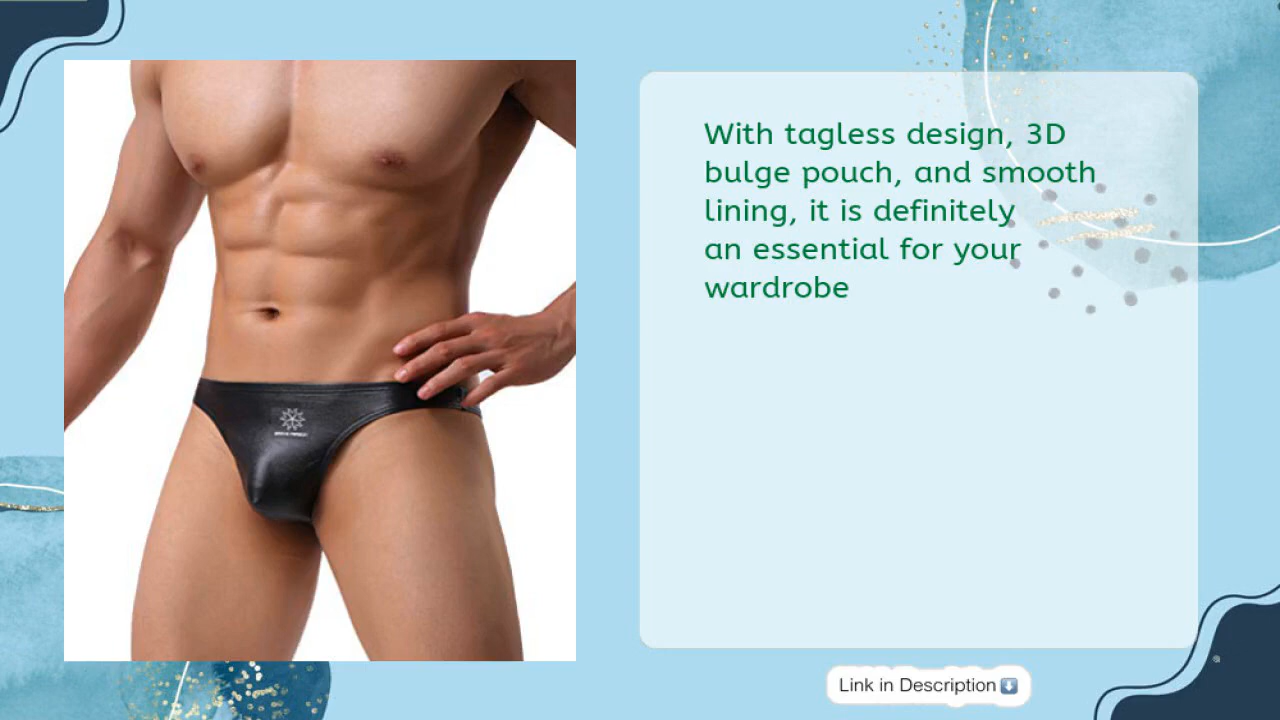 With tagless design, 3D
bulge pouch, and smooth
lining, it is definitely
an essential for your
wardrobe
Link in Description